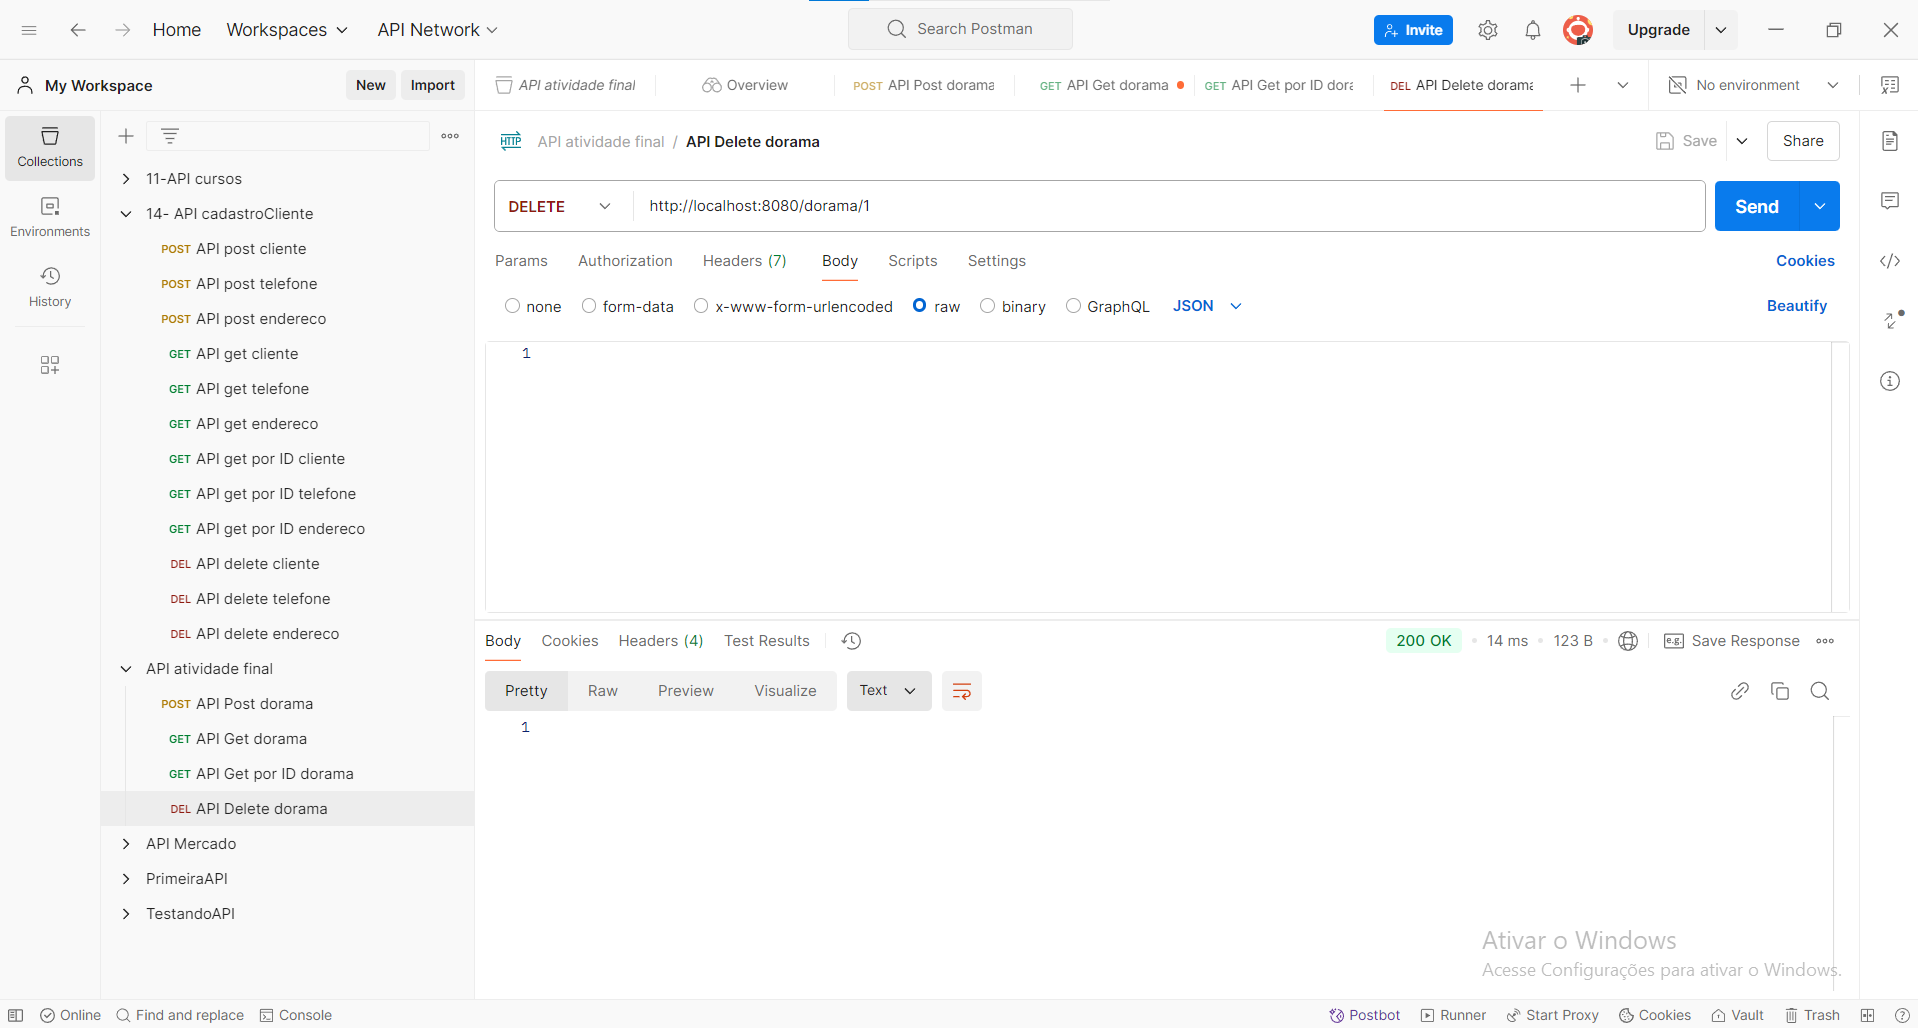 Home Workspaces API Network Search Postman Invite Upgrade
My Workspace New Import API atividade final Overview POST API Post dorama GET API Get dorama GET API Get por ID dora DEL API Delete dorama No environment
Collections
Environments
History
11-API cursos
14- API cadastroCliente
POST API post cliente
POST API post telefone
POST API post endereco
GET API get cliente
GET API get telefone
GET API get endereco
GET API get por ID cliente
GET API get por ID telefone
GET API get por ID endereco
DEL API delete cliente
DEL API delete telefone
DEL API delete endereco
API atividade final
POST API Post dorama
GET API Get dorama
GET API Get por ID dorama
DEL API Delete dorama
API Mercado
PrimeiraAPI
TestandoAPI
HTTP API atividade final / API Delete dorama Save Share
DELETE http://localhost:8080/dorama/1 Send
Params Authorization Headers (7) Body Scripts Settings Cookies
none form-data x-www-form-urlencoded raw binary GraphQL JSON Beautify
1
Body Cookies Headers (4) Test Results 200 OK 14 ms 123 B e.g. Save Response
Pretty Raw Preview Visualize Text
1
Ativar o Windows
Acesse Configurações para ativar o Windows.
Online Find and replace Console Postbot Runner Start Proxy Cookies Vault Trash